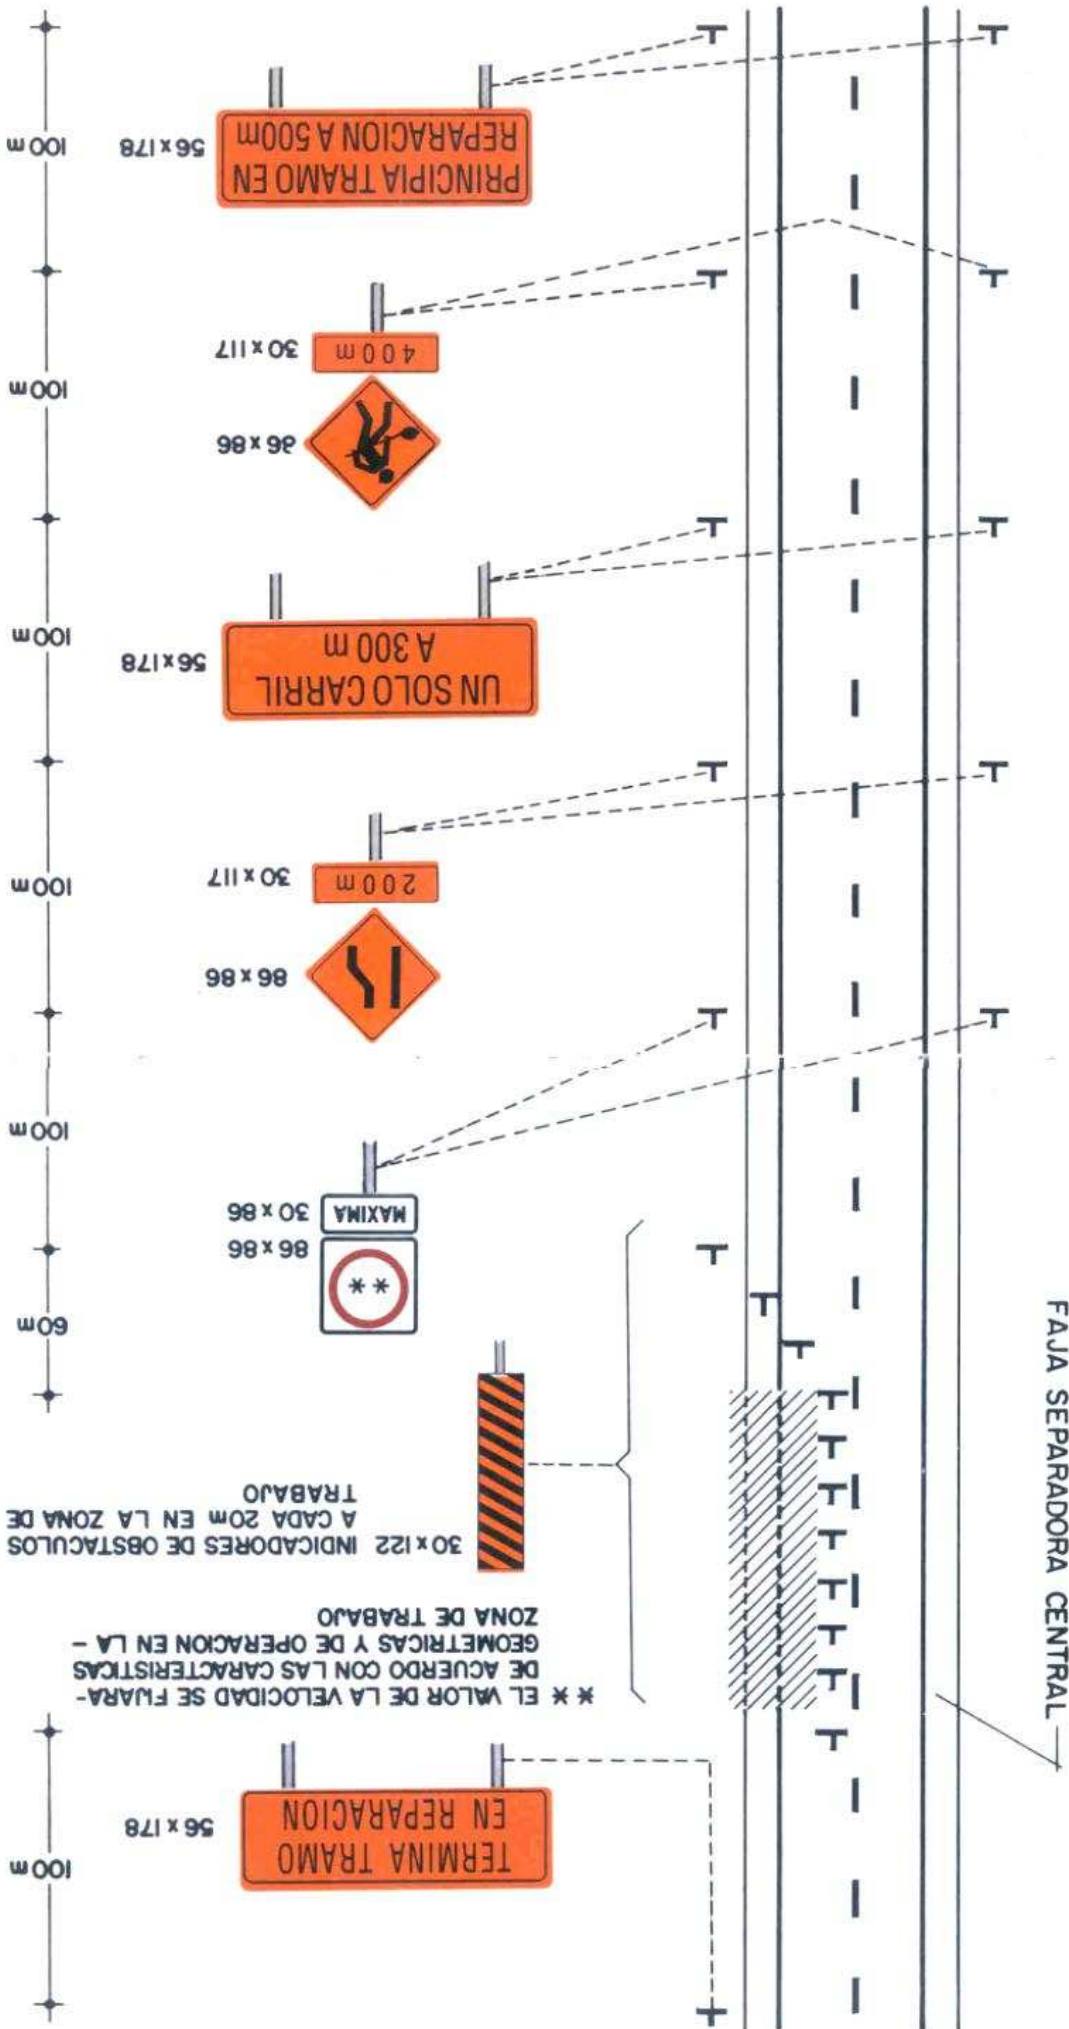 TERMINA TRAMO
EN REPARACION
56 x 178
100 m
** EL VALOR DE LA VELOCIDAD SE FIJARA-
DE ACUERDO CON LAS CARACTERISTICAS
GEOMETRICAS Y DE OPERACION EN LA –
ZONA DE TRABAJO
30 x 122 INDICADORES DE OBSTACULOS
A CADA 20m EN LA ZONA DE
TRABAJO
FAJA SEPARADORA CENTRAL
60m
**
86 x 86
MAXIMA
30 x 86
100m
86 x 86
200m
30 x 117
100m
UN SOLO CARRIL
A 300 m
56 x 178
100m
86 x 86
400m
30 x 117
100m
PRINCIPIA TRAMO EN
REPARACION A 500m
56 x 178
100 m